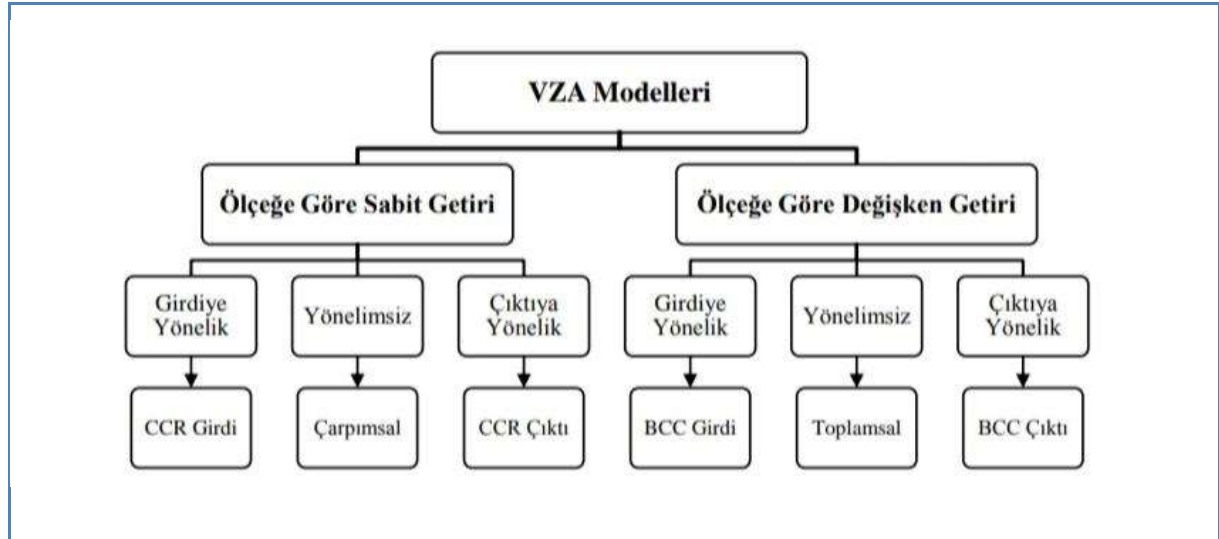 VZA Modelleri
Ölçeğe Göre Sabit Getiri
Ölçeğe Göre Değişken Getiri
Girdiye
Yönelik
Yönelimsiz
Çıktıya
Yönelik
Girdiye
Yönelik
Yönelimsiz
Çıktıya
Yönelik
CCR Girdi
Çarpımsal
CCR Çıktı
BCC Girdi
Toplamsal
BCC Çıktı